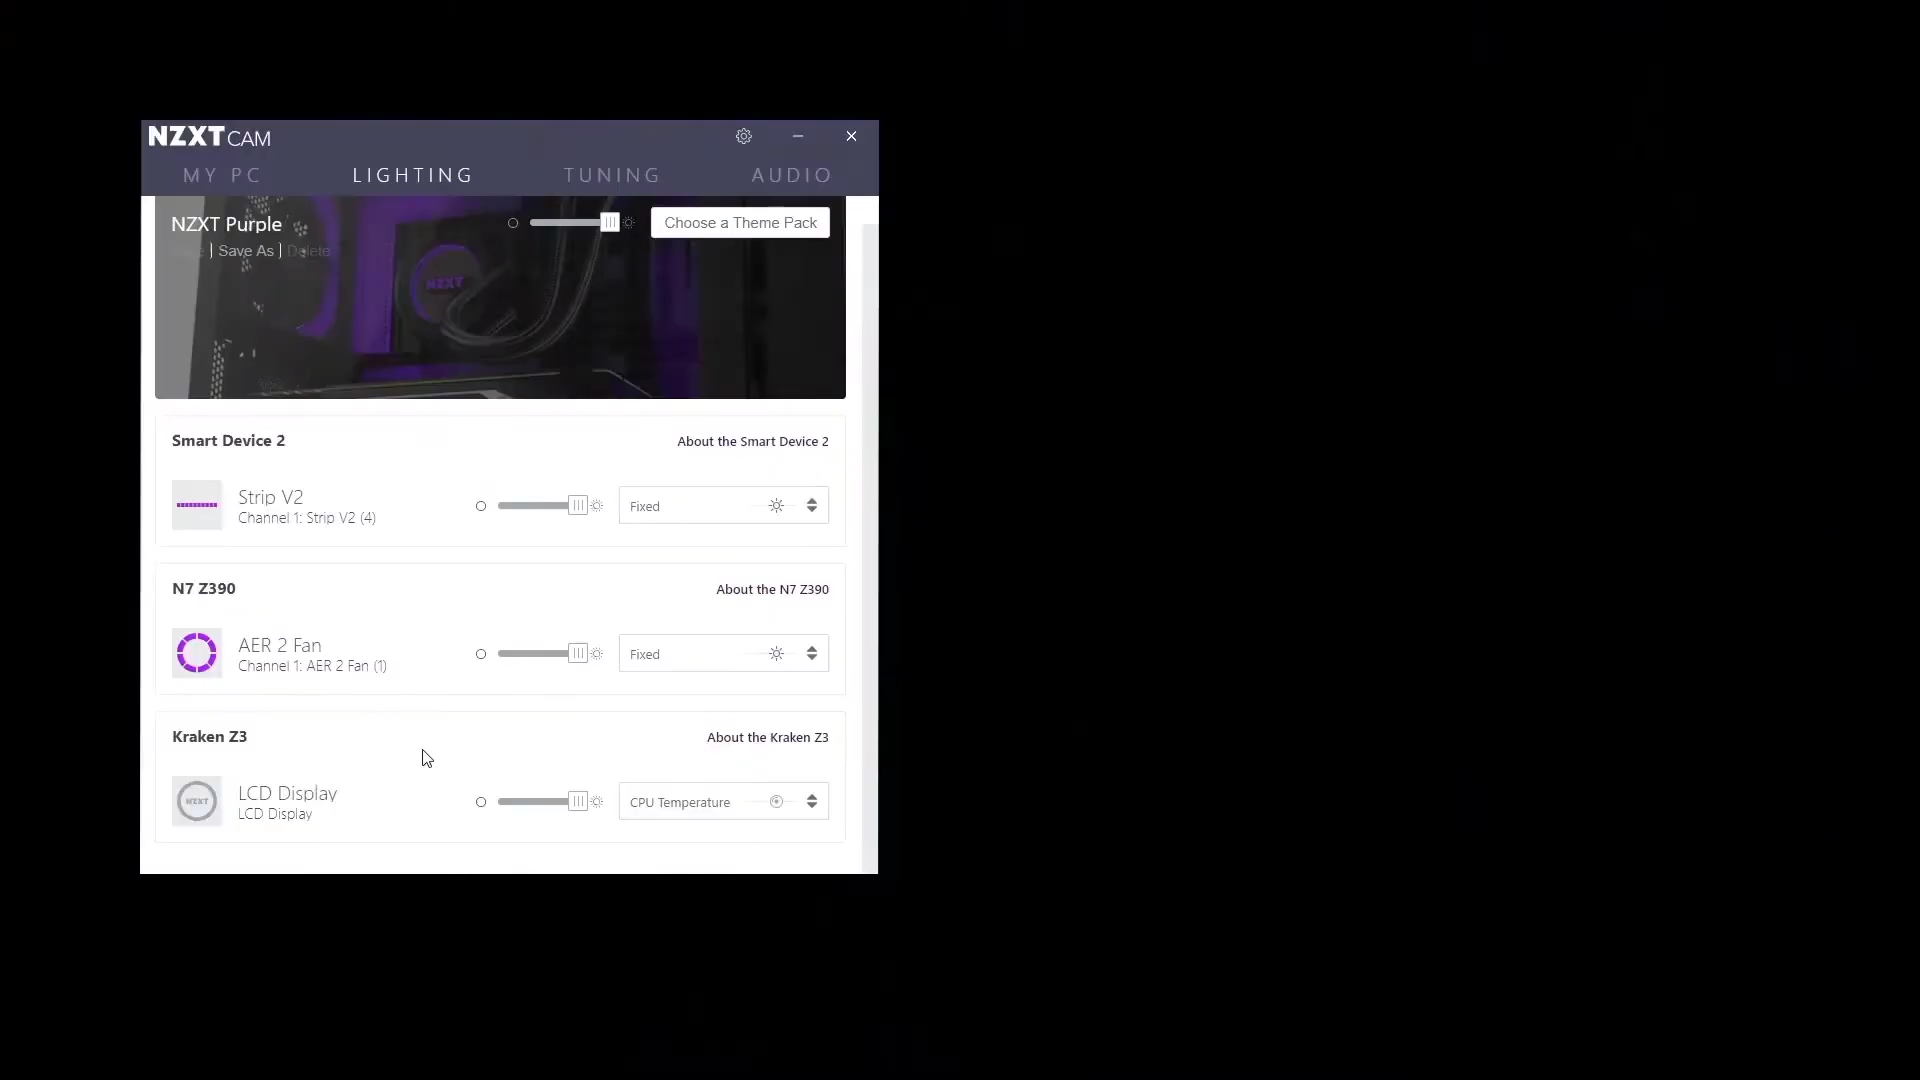 NZXT CAM
MY PC LIGHTING TUNING AUDIO
NZXT Purple Choose a Theme Pack
| Save As | Delete
NZXT
Smart Device 2 About the Smart Device 2
Strip V2
Channel 1: Strip V2 (4)
Fixed
N7 Z390 About the N7 Z390
AER 2 Fan
Channel 1: AER 2 Fan (1)
Fixed
Kraken Z3 About the Kraken Z3
NZXT
LCD Display
LCD Display
CPU Temperature